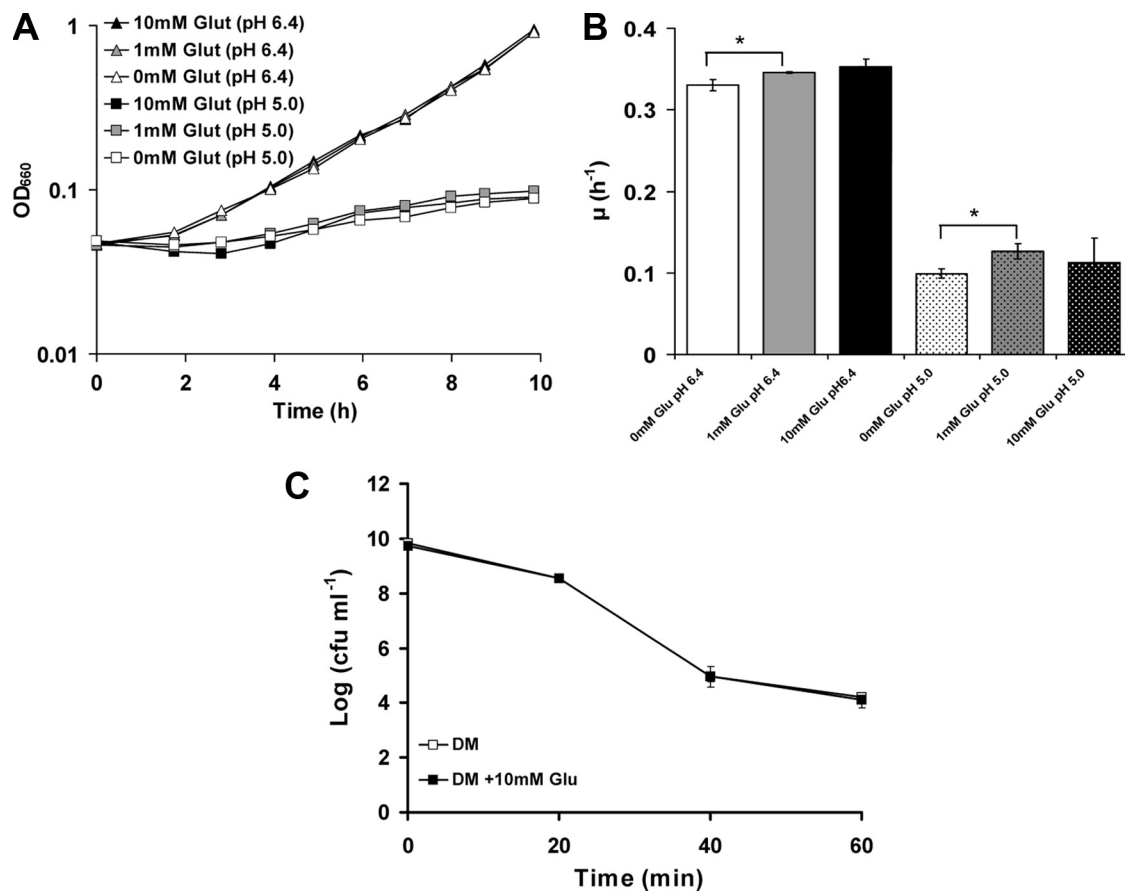 A
10mM Glut (pH 6.4)
1mM Glut (pH 6.4)
0mM Glut (pH 6.4)
10mM Glut (pH 5.0)
1mM Glut (pH 5.0)
0mM Glut (pH 5.0)
OD660
1
0.1
0.01
0 2 4 6 8 10
Time (h)
B
µ (h-1)
0.4
0.3
0.2
0.1
0
*
*
0mM Glu pH 6.4
1mM Glu pH 6.4
10mM Glu pH6.4
0mM Glu pH 5.0
1mM Glu pH 5.0
10mM Glu pH 5.0
C
Log (cfu ml-1)
12
10
8
6
4
2
0
DM
DM +10mM Glu
0 20 40 60
Time (min)